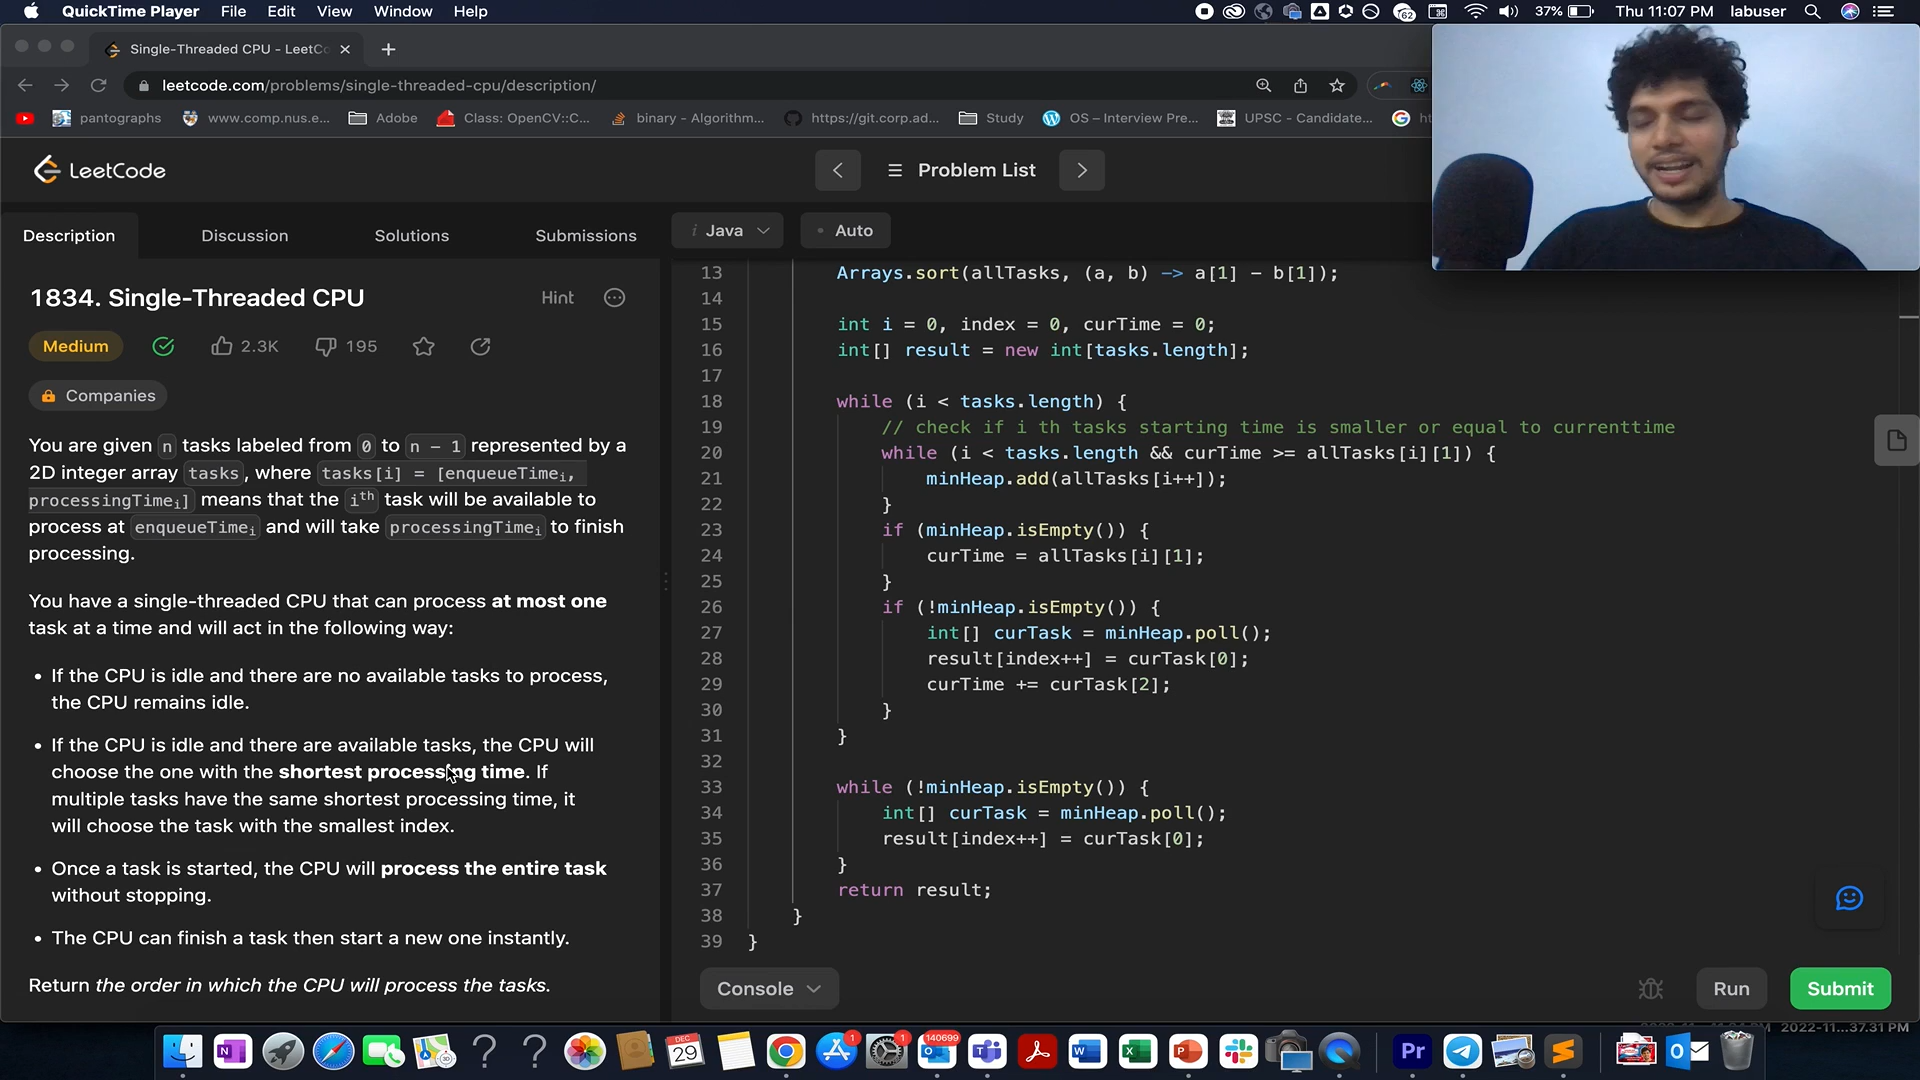 QuickTime Player File Edit View Window Help
62 37% Thu 11:07 PM labuser
Single-Threaded CPU - LeetCo
leetcode.com/problems/single-threaded-cpu/description/
pantographs www.comp.nus.e... Adobe Class: OpenCV::C... binary - Algorithm... https://git.corp.ad... Study OS – Interview Pre... UPSC - Candidate...
LeetCode
Problem List
Description Discussion Solutions Submissions
i Java Auto
1834. Single-Threaded CPU
Hint
Medium 2.3K 195
Companies
You are given n tasks labeled from 0 to n - 1 represented by a
2D integer array tasks, where tasks[i] = [enqueueTimeᵢ,
processingTimeᵢ] means that the iᵗʰ task will be available to
process at enqueueTimeᵢ and will take processingTimeᵢ to finish
processing.
You have a single-threaded CPU that can process at most one
task at a time and will act in the following way:
• If the CPU is idle and there are no available tasks to process,
the CPU remains idle.
• If the CPU is idle and there are available tasks, the CPU will
choose the one with the shortest processing time. If
multiple tasks have the same shortest processing time, it
will choose the task with the smallest index.
• Once a task is started, the CPU will process the entire task
without stopping.
• The CPU can finish a task then start a new one instantly.
Return the order in which the CPU will process the tasks.
13 Arrays.sort(allTasks, (a, b) -> a[1] - b[1]);
14
15 int i = 0, index = 0, curTime = 0;
16 int[] result = new int[tasks.length];
17
18 while (i < tasks.length) {
19 // check if i th tasks starting time is smaller or equal to currenttime
20 while (i < tasks.length && curTime >= allTasks[i][1]) {
21 minHeap.add(allTasks[i++]);
22 }
23 if (minHeap.isEmpty()) {
24 curTime = allTasks[i][1];
25 }
26 if (!minHeap.isEmpty()) {
27 int[] curTask = minHeap.poll();
28 result[index++] = curTask[0];
29 curTime += curTask[2];
30 }
31 }
32
33 while (!minHeap.isEmpty()) {
34 int[] curTask = minHeap.poll();
35 result[index++] = curTask[0];
36 }
37 return result;
38 }
39 }
Console Run Submit
2022-11...37.31 PM
N DEC 29 1 1 140699 W X P Pr S